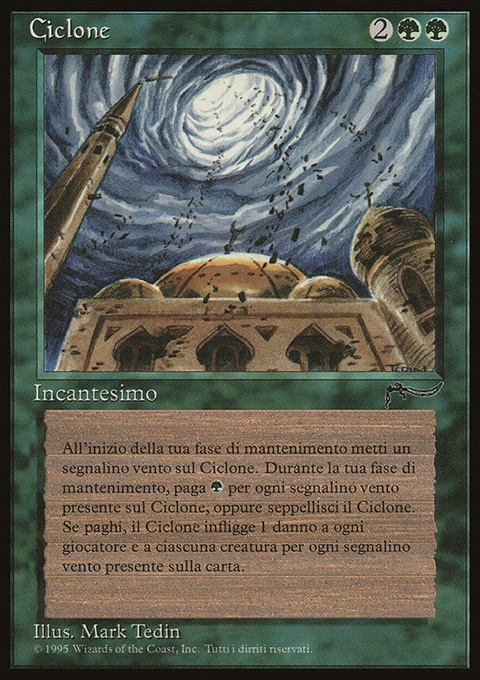 Ciclone 2
Incantesimo
All'inizio della tua fase di mantenimento metti un
segnalino vento sul Ciclone. Durante la tua fase di
mantenimento, paga per ogni segnalino vento
presente sul Ciclone, oppure seppellisci il Ciclone.
Se paghi, il Ciclone infligge 1 danno a ogni
giocatore e a ciascuna creatura per ogni segnalino
vento presente sulla carta.
Illus. Mark Tedin
© 1995 Wizards of the Coast, Inc. Tutti i dirriti riservati.